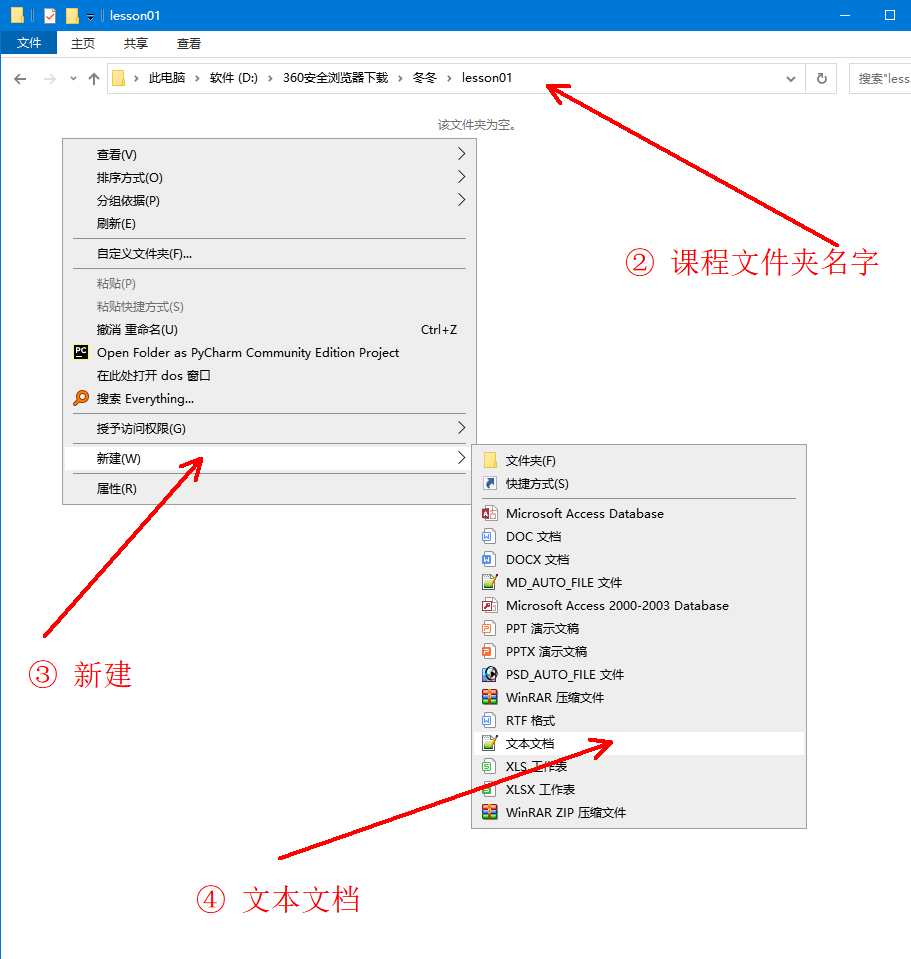 lesson01
文件 主页 共享 查看
此电脑 > 软件 (D:) > 360安全浏览器下载 > 冬冬 > lesson01 搜索"less
该文件夹为空。
查看(V)
排序方式(O)
分组依据(P)
刷新(E)
自定义文件夹(F)...
② 课程文件夹名字
粘贴(P)
粘贴快捷方式(S)
撤消 重命名(U) Ctrl+Z
PC Open Folder as PyCharm Community Edition Project
在此处打开 dos 窗口
搜索 Everything...
授予访问权限(G)
新建(W)
属性(R)
文件夹(F)
快捷方式(S)
Microsoft Access Database
DOC 文档
DOCX 文档
MD_AUTO_FILE 文件
Microsoft Access 2000-2003 Database
PPT 演示文稿
PPTX 演示文稿
PSD_AUTO_FILE 文件
WinRAR 压缩文件
RTF 格式
文本文档
XLS 工作表
XLSX 工作表
WinRAR ZIP 压缩文件
③ 新建
④ 文本文档